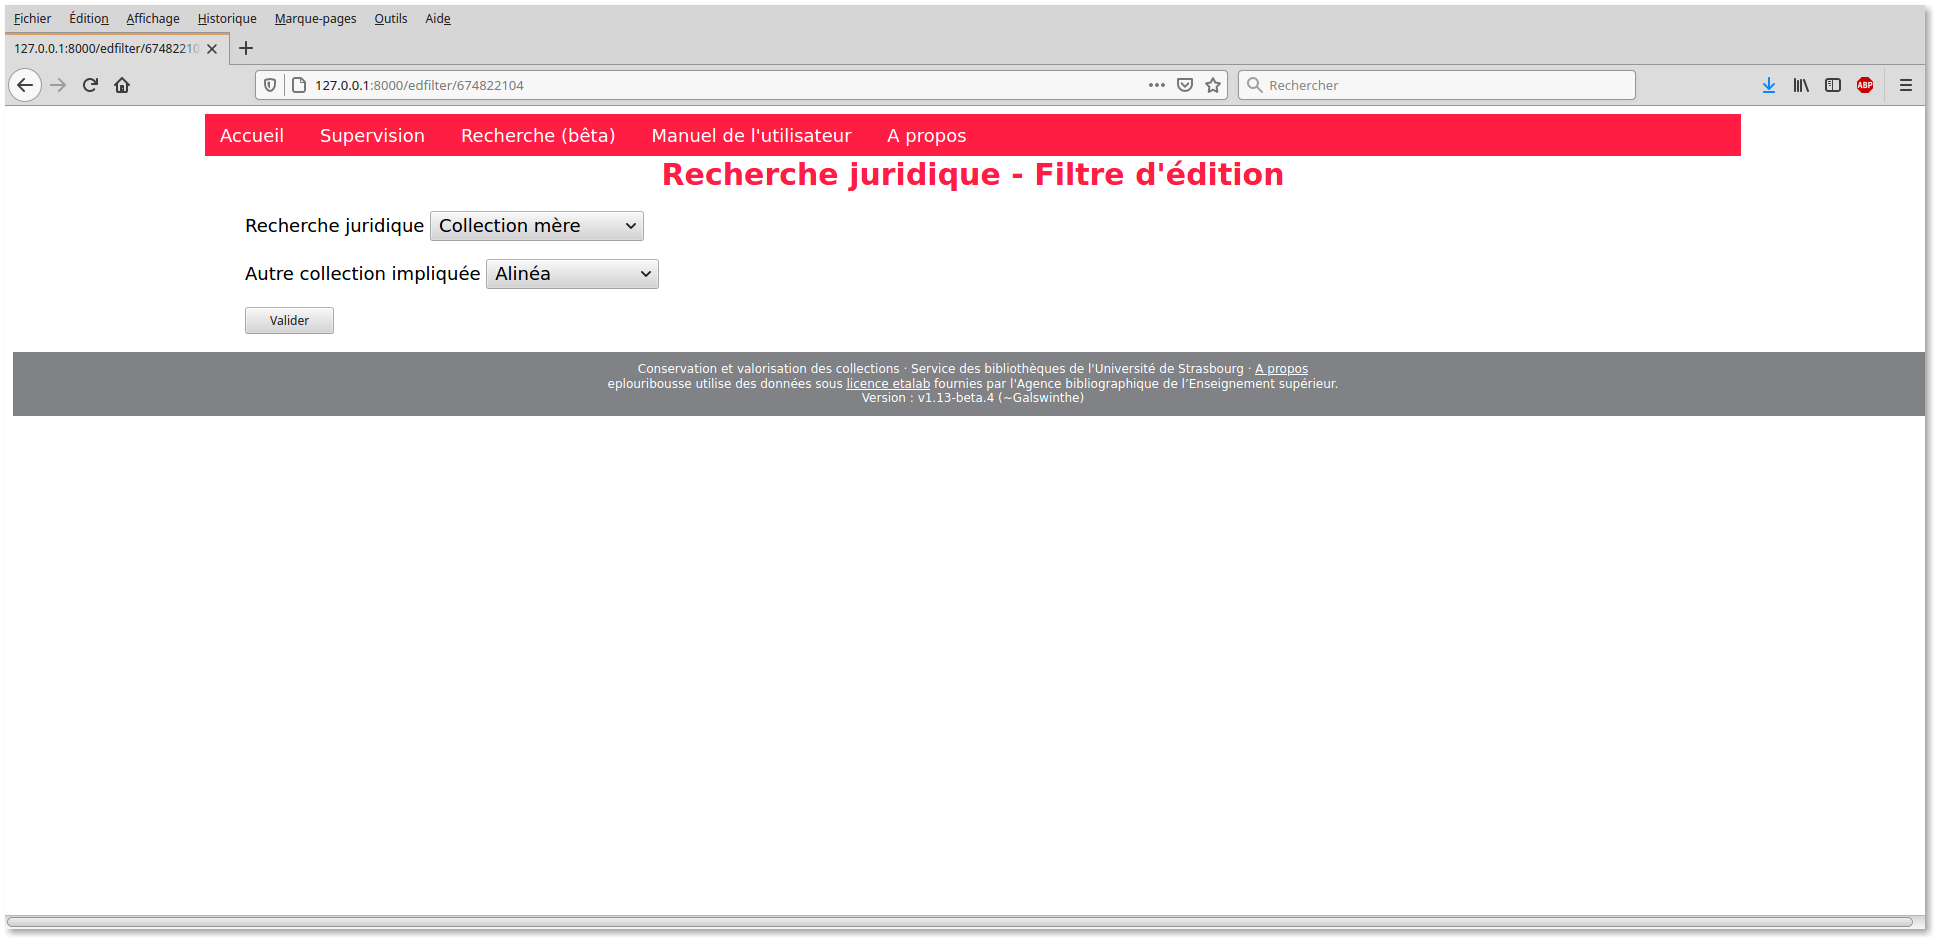 Fichier Édition Affichage Historique Marque-pages Outils Aide
127.0.0.1:8000/edfilter/67482210
127.0.0.1:8000/edfilter/674822104 Rechercher ABP
Accueil Supervision Recherche (bêta) Manuel de l'utilisateur A propos
Recherche juridique - Filtre d'édition
Recherche juridique Collection mère
Autre collection impliquée Alinéa
Valider
Conservation et valorisation des collections · Service des bibliothèques de l'Université de Strasbourg · A propos
eplouribousse utilise des données sous licence etalab fournies par l'Agence bibliographique de l’Enseignement supérieur.
Version : v1.13-beta.4 (~Galswinthe)